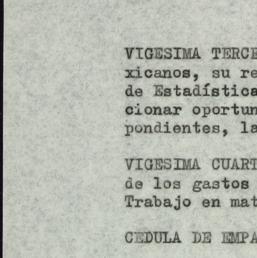 VIGESIMA TERCE
xicanos, su re
de Estadística
cionar oportun
pondientes, la
VIGESIMA CUART
de los gastos
Trabajo en mat
CEDULA DE EMPA